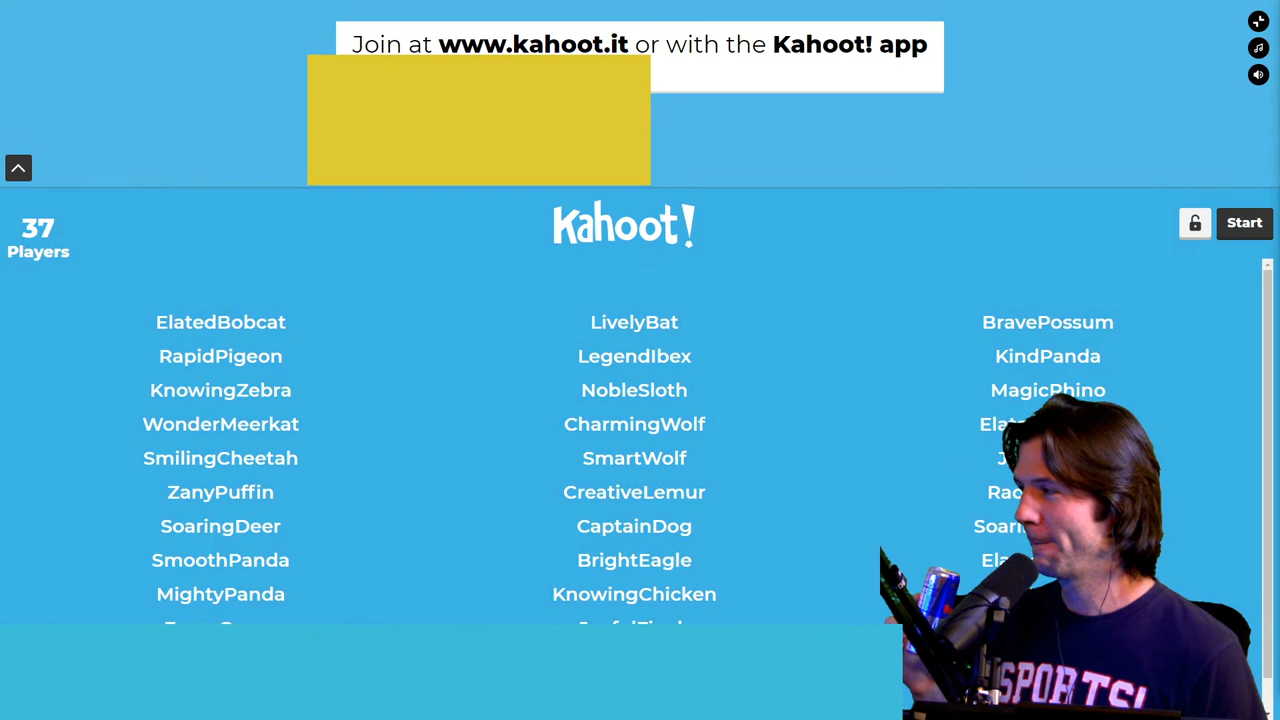 Join at www.kahoot.it or with the Kahoot! app
37
Players
Kahoot!
Start
ElatedBobcat LivelyBat BravePossum
RapidPigeon LegendIbex KindPanda
KnowingZebra NobleSloth MagicRhino
WonderMeerkat CharmingWolf
SmilingCheetah SmartWolf
ZanyPuffin CreativeLemur
SoaringDeer CaptainDog
SmoothPanda BrightEagle
MightyPanda KnowingChicken
SPORTS!